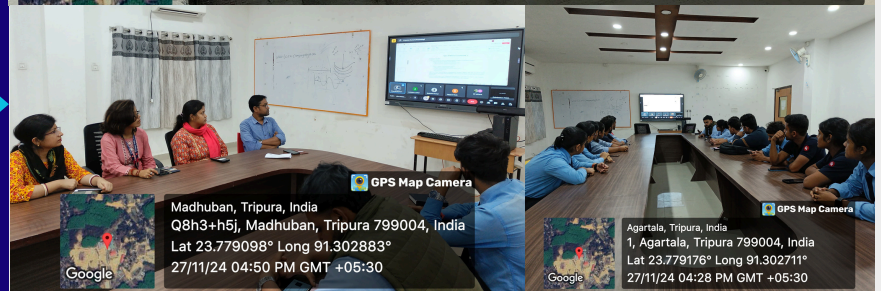 GPS Map Camera
Madhuban, Tripura, India
Q8h3+h5j, Madhuban, Tripura 799004, India
Lat 23.779098° Long 91.302883°
27/11/24 04:50 PM GMT +05:30
Google
GPS Map Camera
Agartala, Tripura, India
1, Agartala, Tripura 799004, India
Lat 23.779176° Long 91.302711°
27/11/24 04:28 PM GMT +05:30
Google